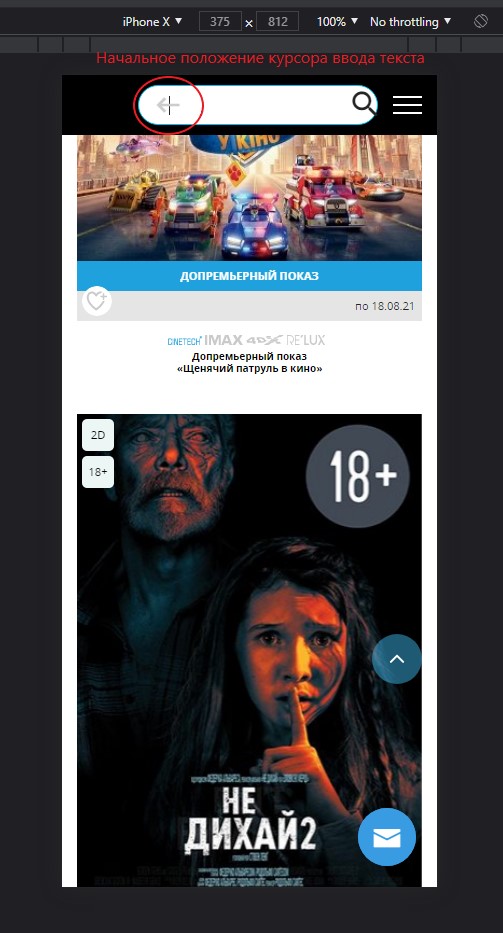 iPhone X ▼ 375 x 812 100% ▼ No throttling ▼
Начальное положение курсора ввода текста
У КІНО
ДОПРЕМЬЕРНЫЙ ПОКАЗ
по 18.08.21
CINETECH+ IMAX 4DX RE'LUX
Допремьерный показ
«Щенячий патруль в кино»
2D
18+
18+
НЕ
ДИХАЙ2